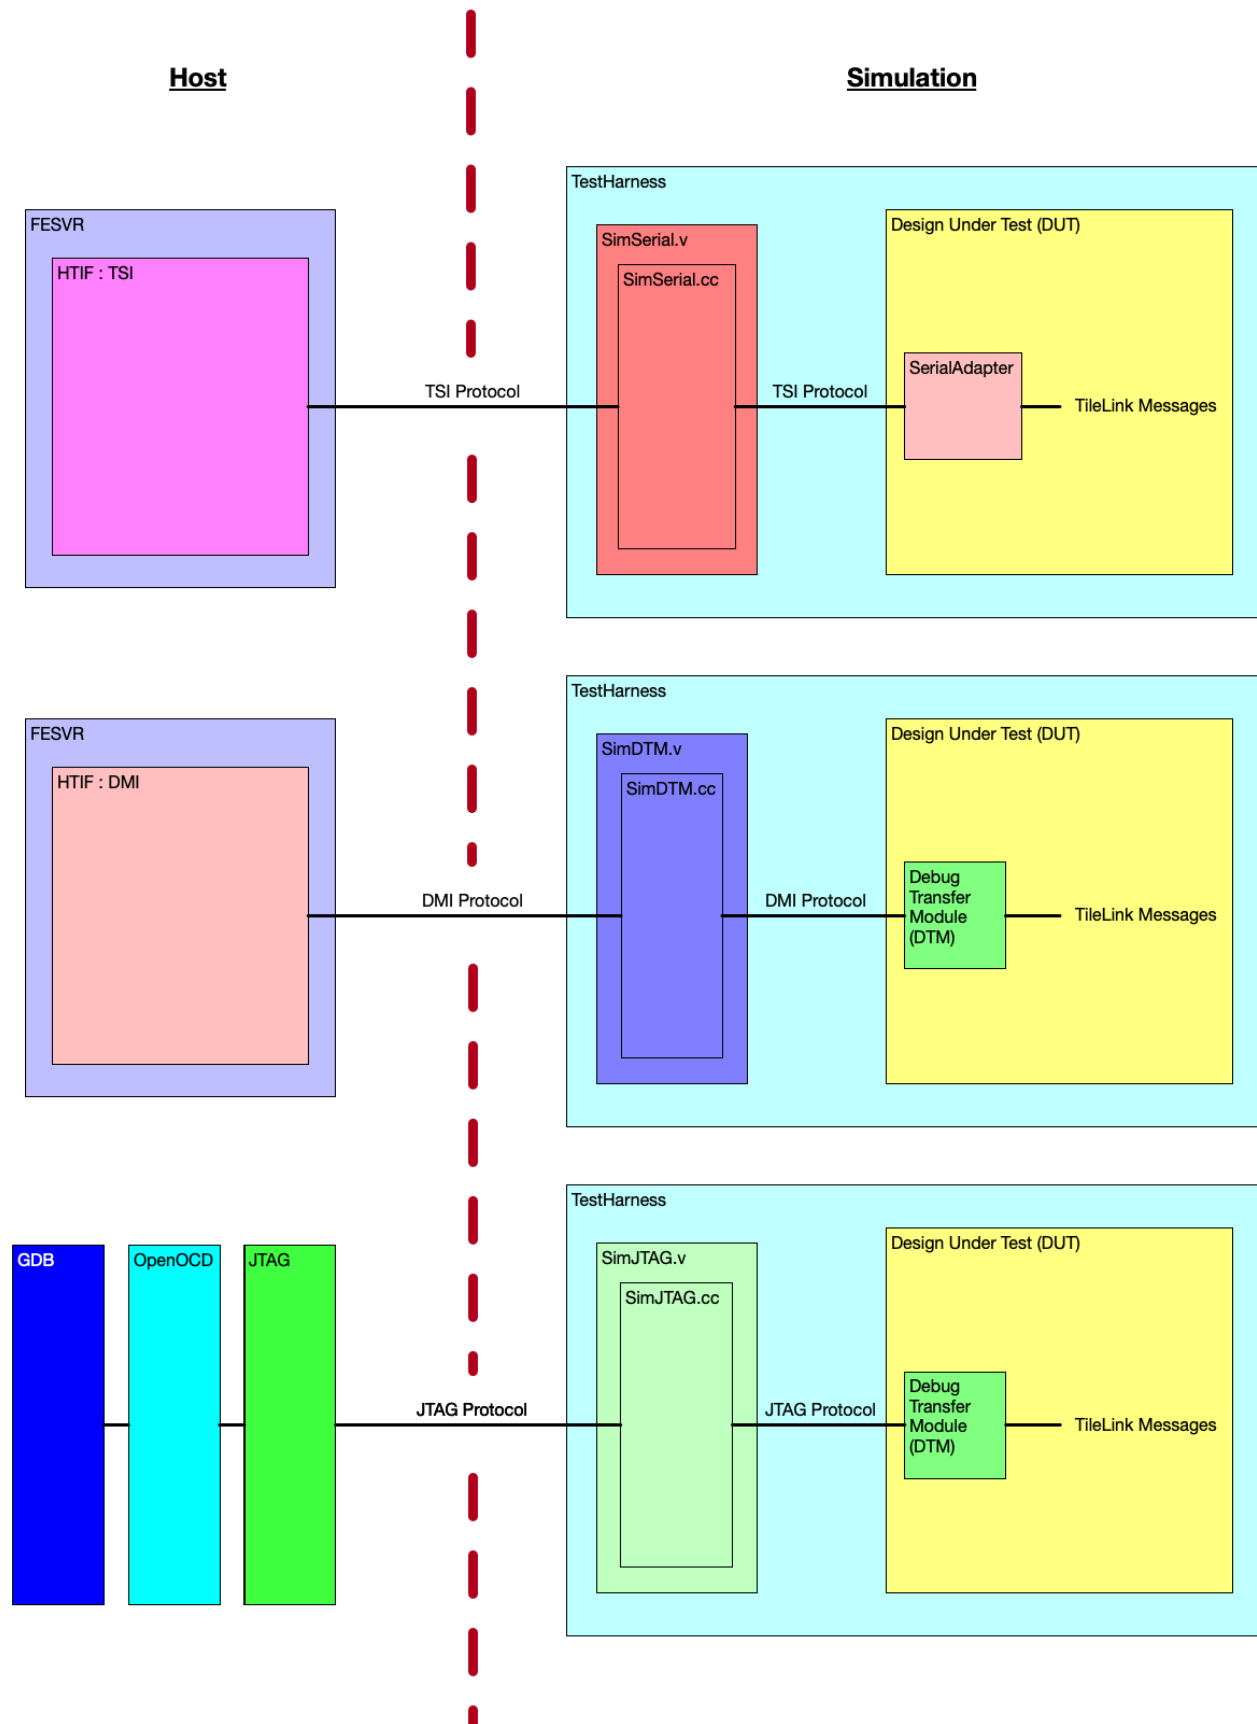 Host
Simulation
TestHarness
FESVR
HTIF : TSI
SimSerial.v
SimSerial.cc
Design Under Test (DUT)
SerialAdapter
TSI Protocol
TSI Protocol
TileLink Messages
TestHarness
FESVR
HTIF : DMI
SimDTM.v
SimDTM.cc
Design Under Test (DUT)
Debug
Transfer
Module
(DTM)
DMI Protocol
DMI Protocol
TileLink Messages
TestHarness
GDB
OpenOCD
JTAG
SimJTAG.v
SimJTAG.cc
Design Under Test (DUT)
Debug
Transfer
Module
(DTM)
JTAG Protocol
JTAG Protocol
TileLink Messages